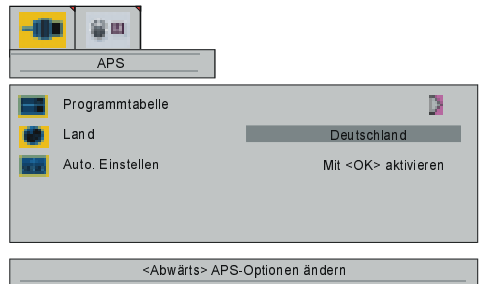 APS
Programmtabelle
Land Deutschland
Auto. Einstellen Mit <OK> aktivieren
<Abwärts> APS-Optionen ändern